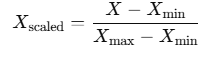 X_scaled = (X − X_min) / (X_max − X_min)